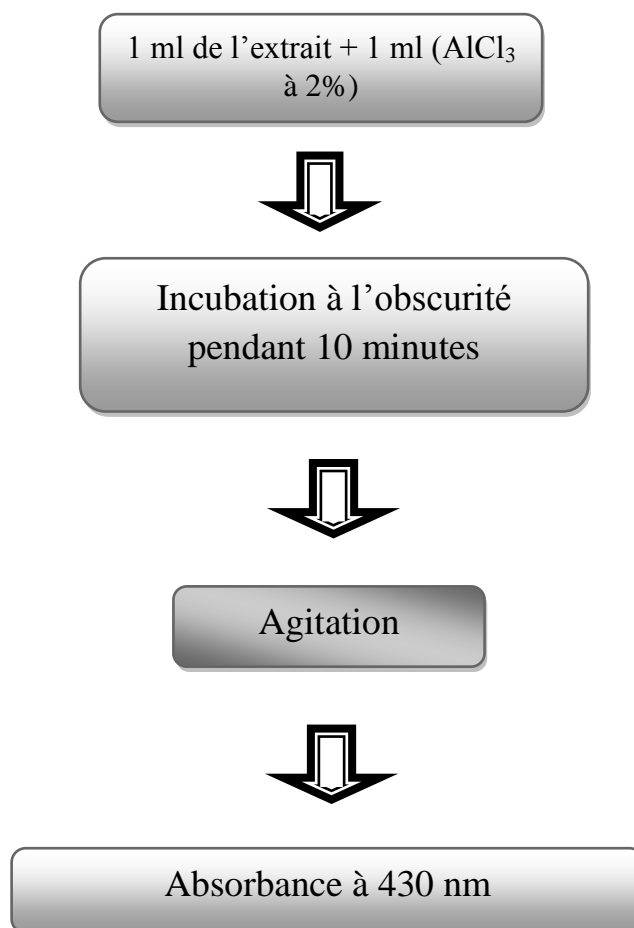 1 ml de l’extrait + 1 ml (AlCl₃
à 2%)
Incubation à l’obscurité
pendant 10 minutes
Agitation
Absorbance à 430 nm